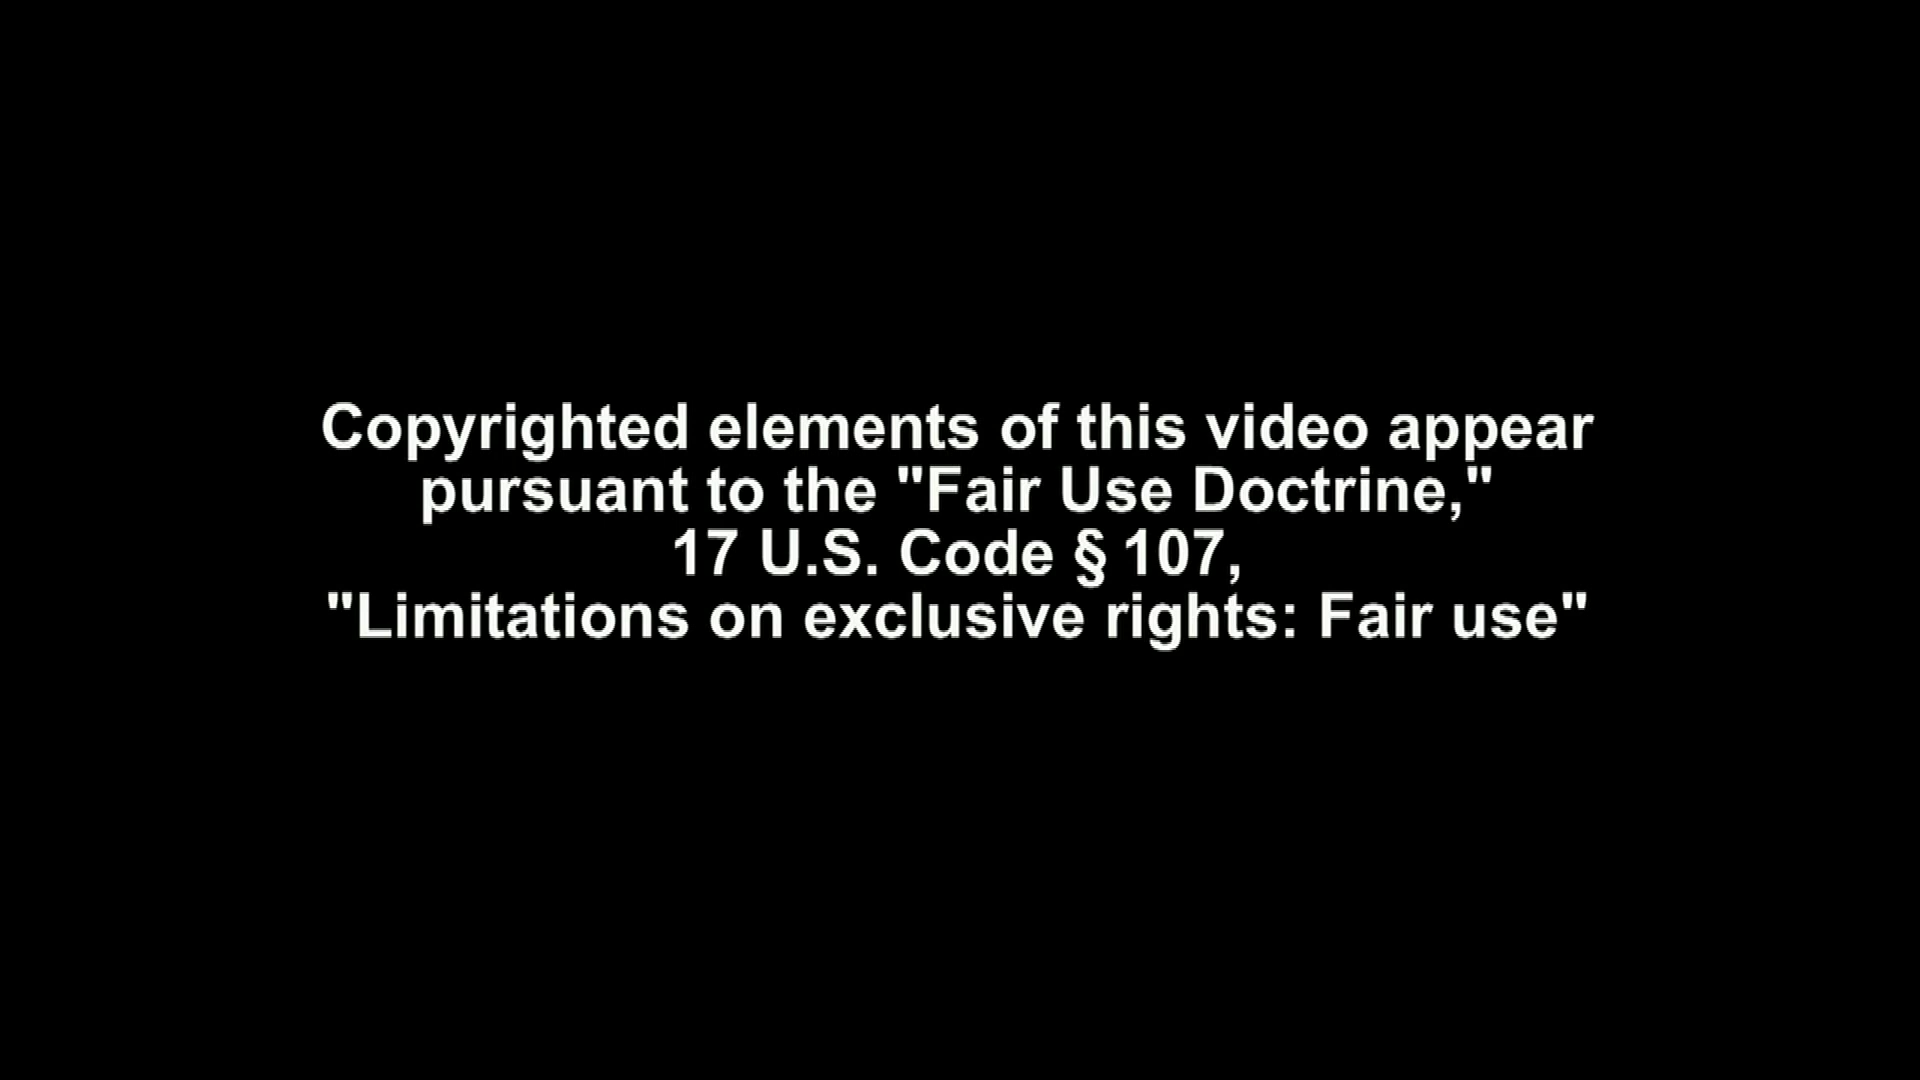 Copyrighted elements of this video appear
pursuant to the "Fair Use Doctrine,"
17 U.S. Code § 107,
"Limitations on exclusive rights: Fair use"